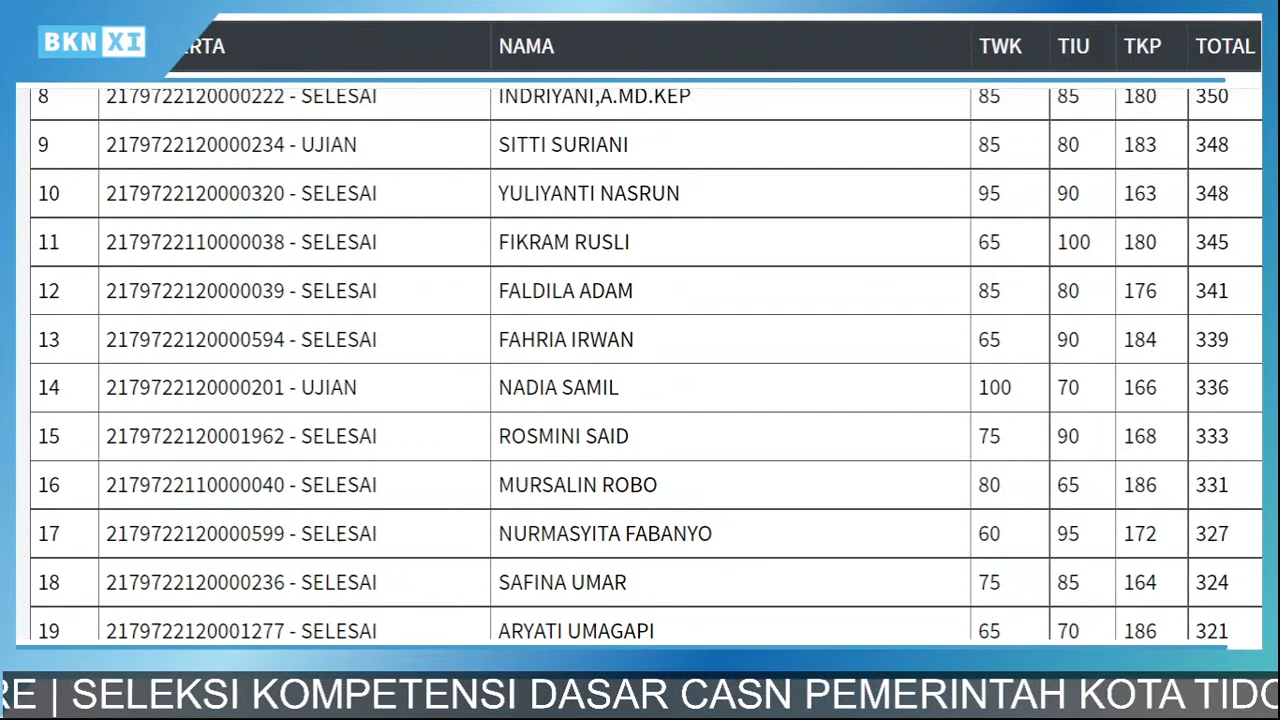 BKN XI
ERTA NAMA TWK TIU TKP TOTAL
8 2179722120000222 - SELESAI INDRIYANI,A.MD.KEP 85 85 180 350
9 2179722120000234 - UJIAN SITTI SURIANI 85 80 183 348
10 2179722120000320 - SELESAI YULIYANTI NASRUN 95 90 163 348
11 2179722110000038 - SELESAI FIKRAM RUSLI 65 100 180 345
12 2179722120000039 - SELESAI FALDILA ADAM 85 80 176 341
13 2179722120000594 - SELESAI FAHRIA IRWAN 65 90 184 339
14 2179722120000201 - UJIAN NADIA SAMIL 100 70 166 336
15 2179722120001962 - SELESAI ROSMINI SAID 75 90 168 333
16 2179722110000040 - SELESAI MURSALIN ROBO 80 65 186 331
17 2179722120000599 - SELESAI NURMASYITA FABANYO 60 95 172 327
18 2179722120000236 - SELESAI SAFINA UMAR 75 85 164 324
19 2179722120001277 - SELESAI ARYATI UMAGAPI 65 70 186 321
RE | SELEKSI KOMPETENSI DASAR CASN PEMERINTAH KOTA TIDO